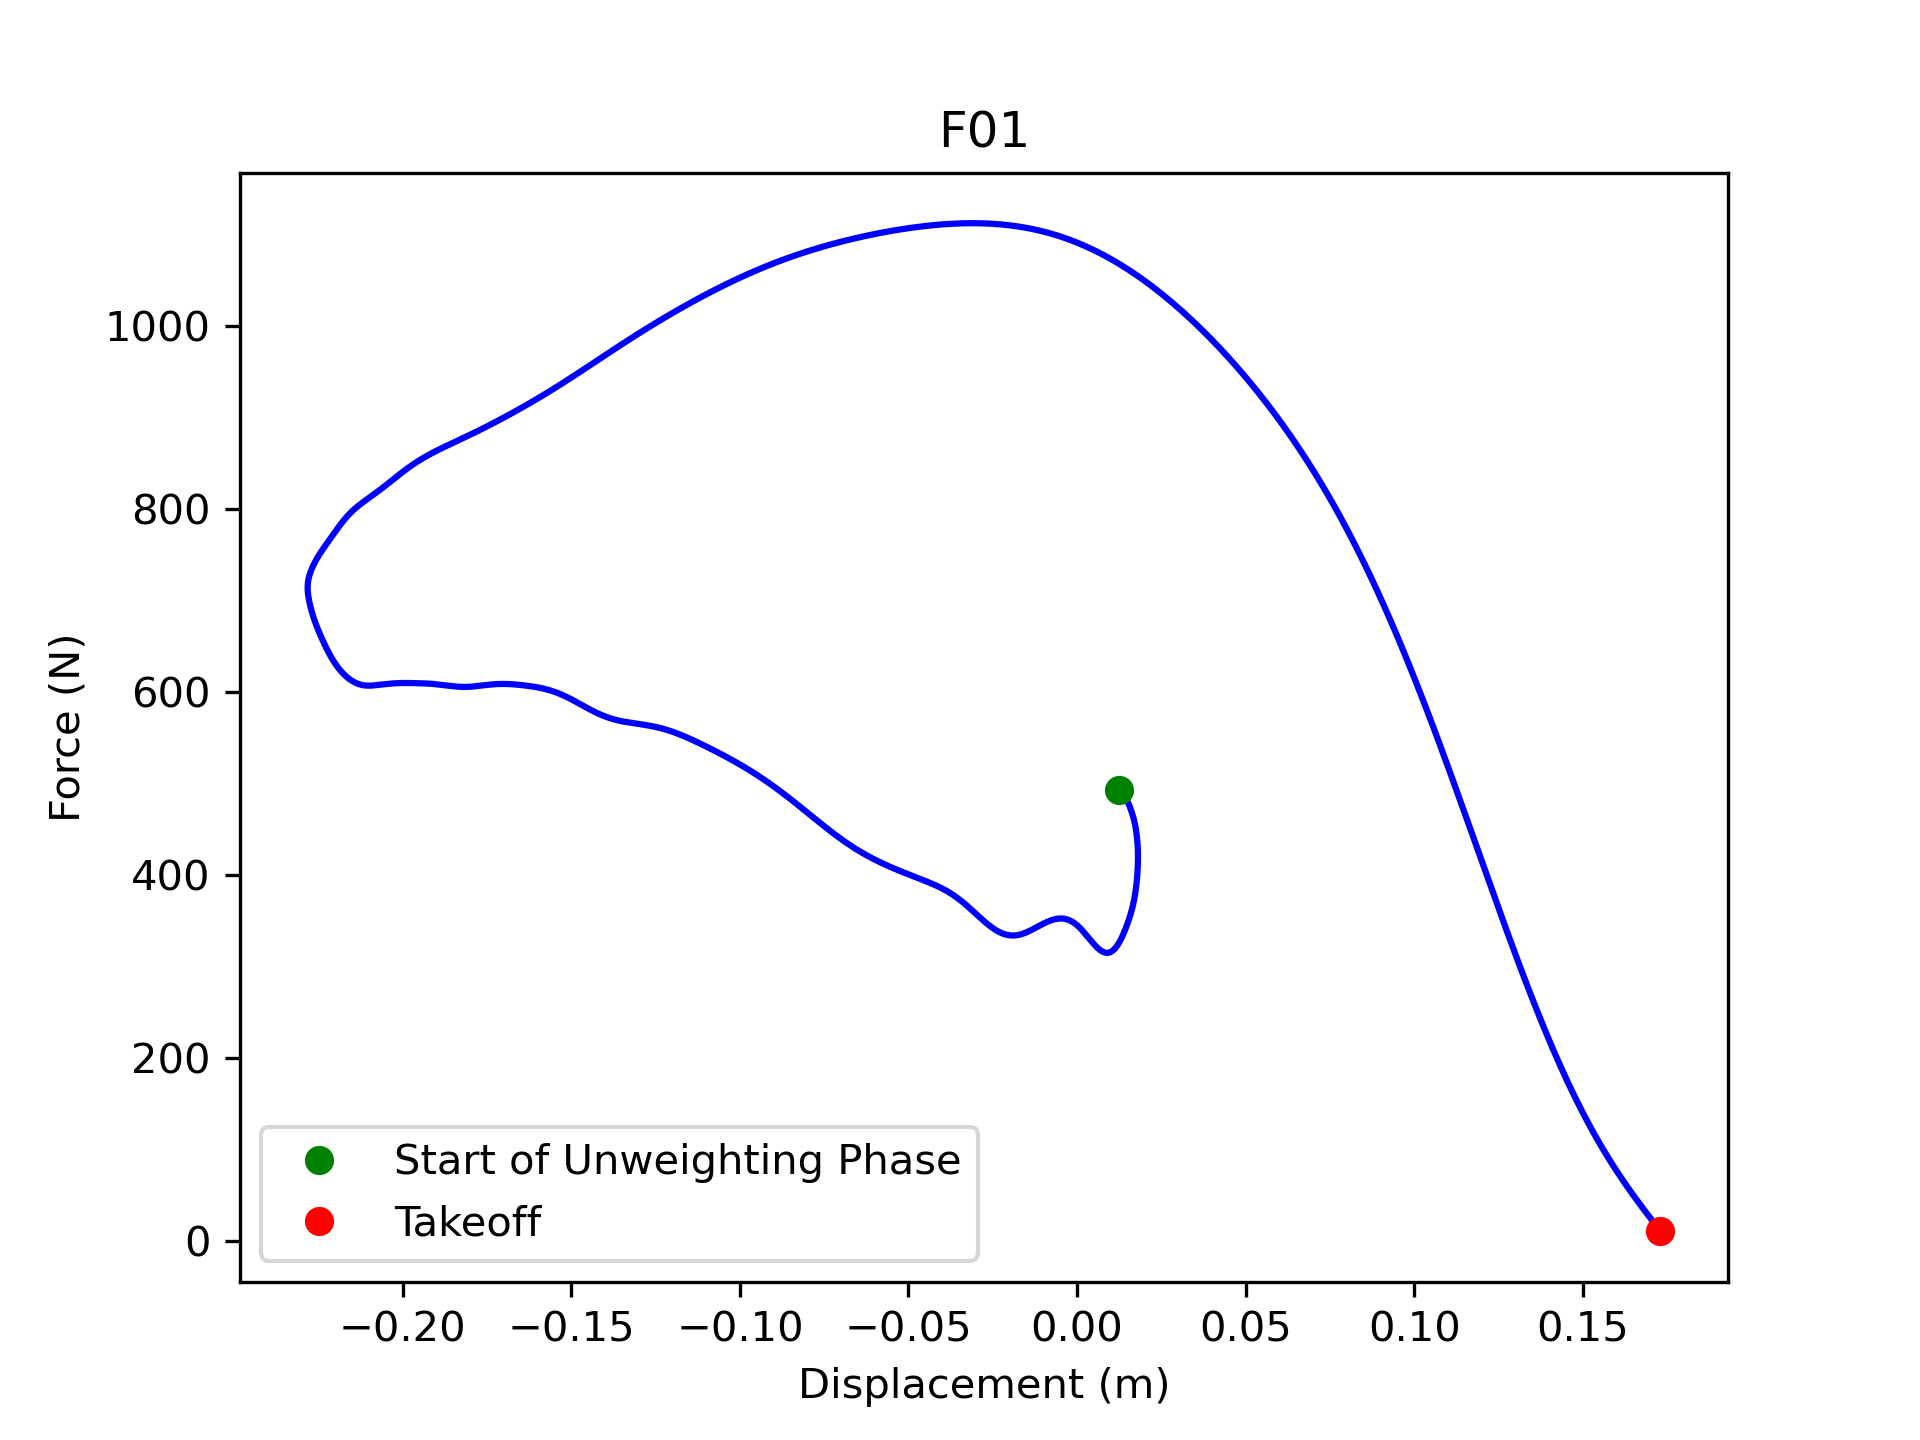 F01
Force (N)
1000
800
600
400
200
0
Start of Unweighting Phase
Takeoff
−0.20 −0.15 −0.10 −0.05 0.00 0.05 0.10 0.15
Displacement (m)